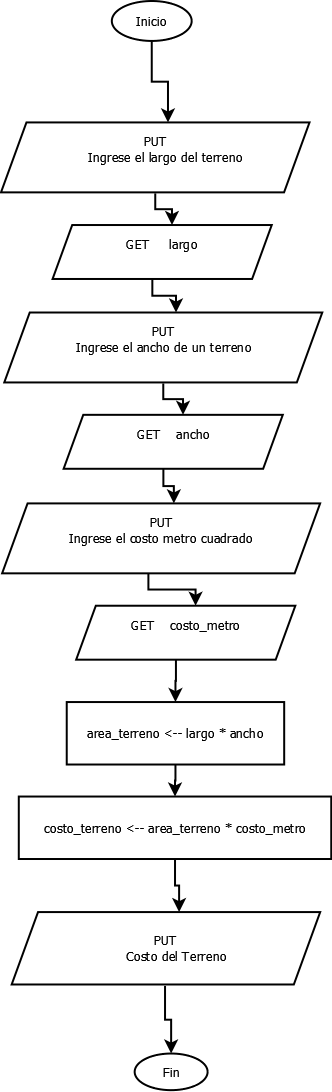 Inicio
PUT
Ingrese el largo del terreno
GET largo
PUT
Ingrese el ancho de un terreno
GET ancho
PUT
Ingrese el costo metro cuadrado
GET costo_metro
area_terreno <-- largo * ancho
costo_terreno <-- area_terreno * costo_metro
PUT
Costo del Terreno
Fin